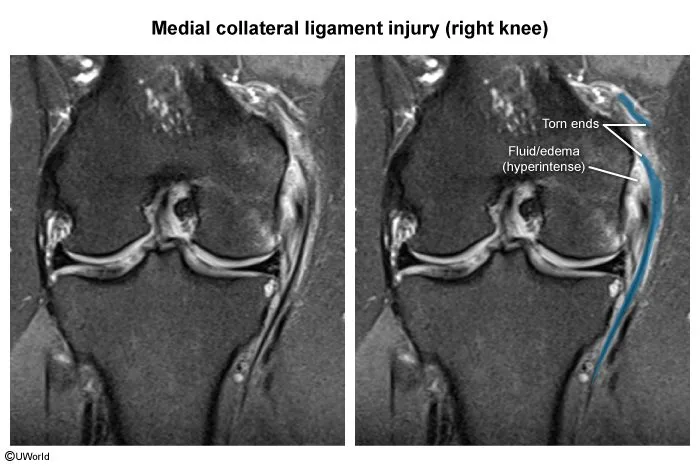 Medial collateral ligament injury (right knee)
Torn ends
Fluid/edema
(hyperintense)
©UWorld